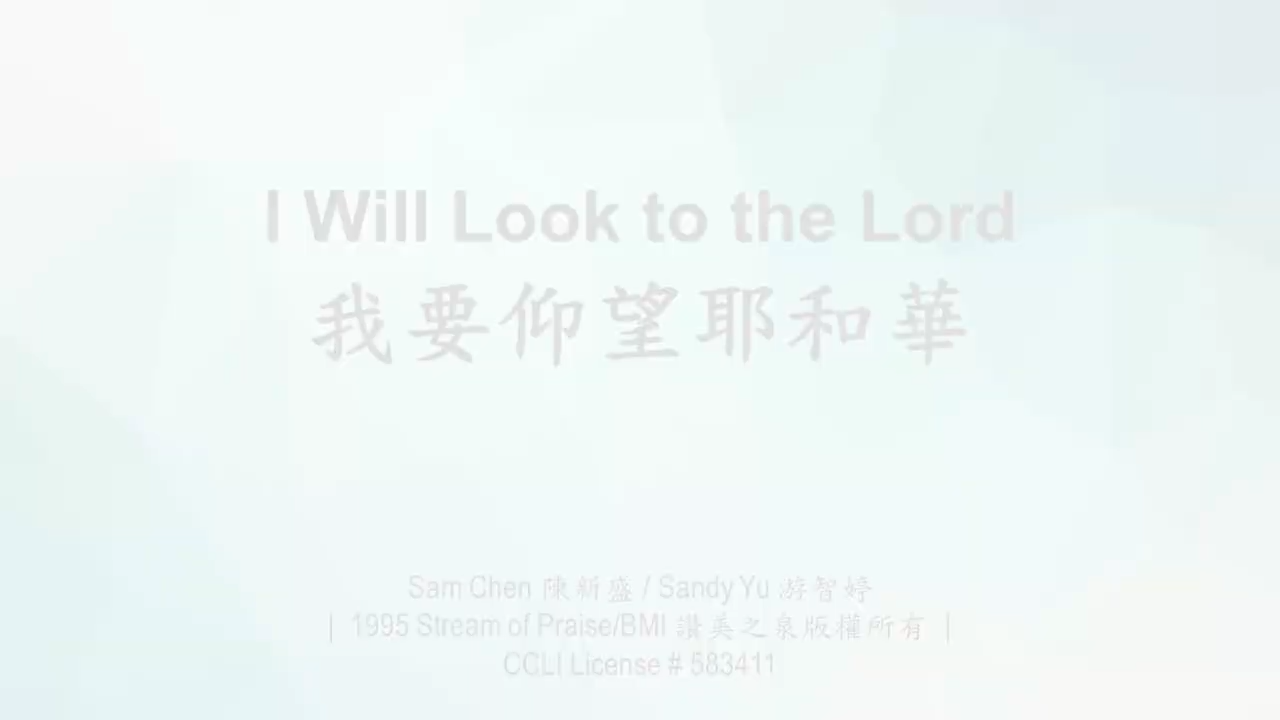 I Will Look to the Lord
我要仰望耶和華
Sam Chen 陳新盛 / Sandy Yu 游智婷
| 1995 Stream of Praise/BMI 讚美之泉版權所有 |
CCLI License # 583411